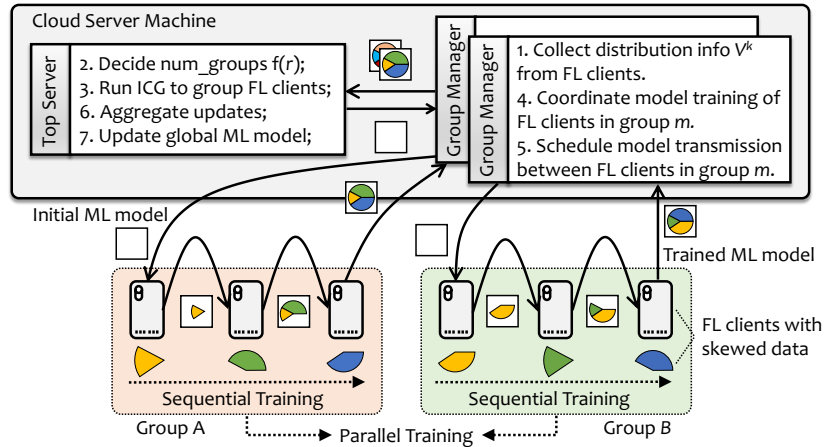 Cloud Server Machine
Top Server
2. Decide num_groups f(r);
3. Run ICG to group FL clients;
6. Aggregate updates;
7. Update global ML model;
Group Manager
Group Manager
1. Collect distribution info V^k
from FL clients.
4. Coordinate model training of
FL clients in group m.
5. Schedule model transmission
between FL clients in group m.
Initial ML model
Trained ML model
FL clients with
skewed data
Sequential Training
Sequential Training
Group A
Parallel Training
Group B